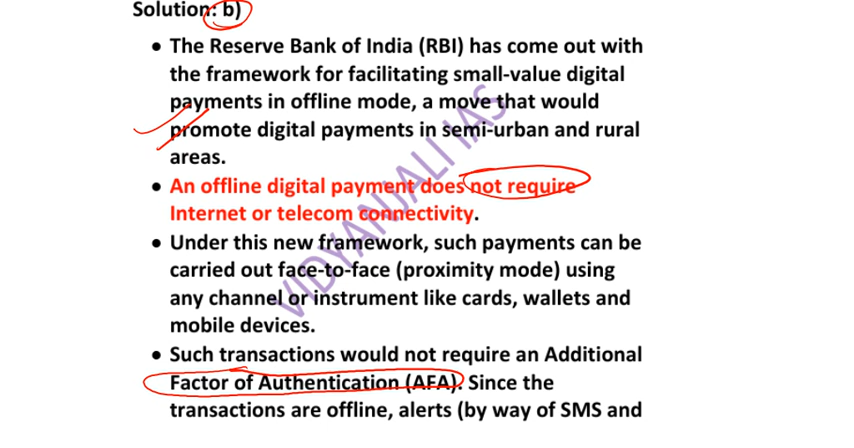 Solution: b)
• The Reserve Bank of India (RBI) has come out with
the framework for facilitating small-value digital
payments in offline mode, a move that would
promote digital payments in semi-urban and rural
areas.
• An offline digital payment does not require
Internet or telecom connectivity.
• Under this new framework, such payments can be
carried out face-to-face (proximity mode) using
any channel or instrument like cards, wallets and
mobile devices.
• Such transactions would not require an Additional
Factor of Authentication (AFA). Since the
transactions are offline, alerts (by way of SMS and
VIDYANJALI IAS